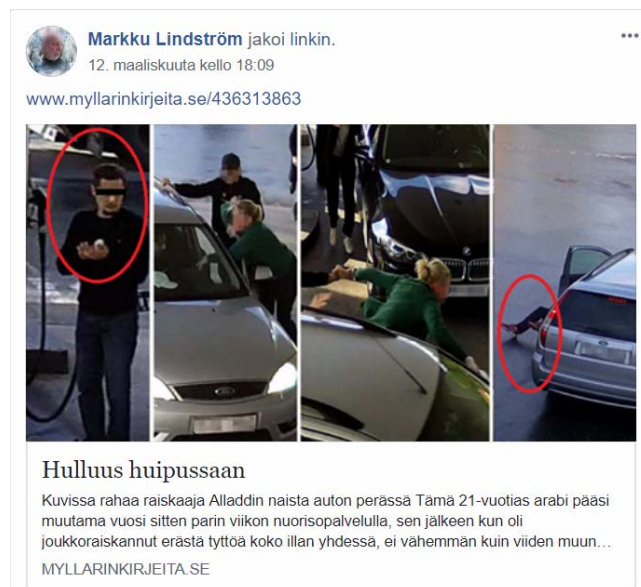 Markku Lindström jakoi linkin.
12. maaliskuuta kello 18:09
www.myllarinkirjeita.se/436313863
Hulluus huipussaan
Kuvissa rahaa raiskaaja Alladdin naista auton perässä Tämä 21-vuotias arabi pääsi
muutama vuosi sitten parin viikon nuorisopalvelulla, sen jälkeen kun oli
joukkoraiskannut erästä tyttöä koko illan yhdessä, ei vähemmän kuin viiden muun…
MYLLARINKIRJEITA.SE